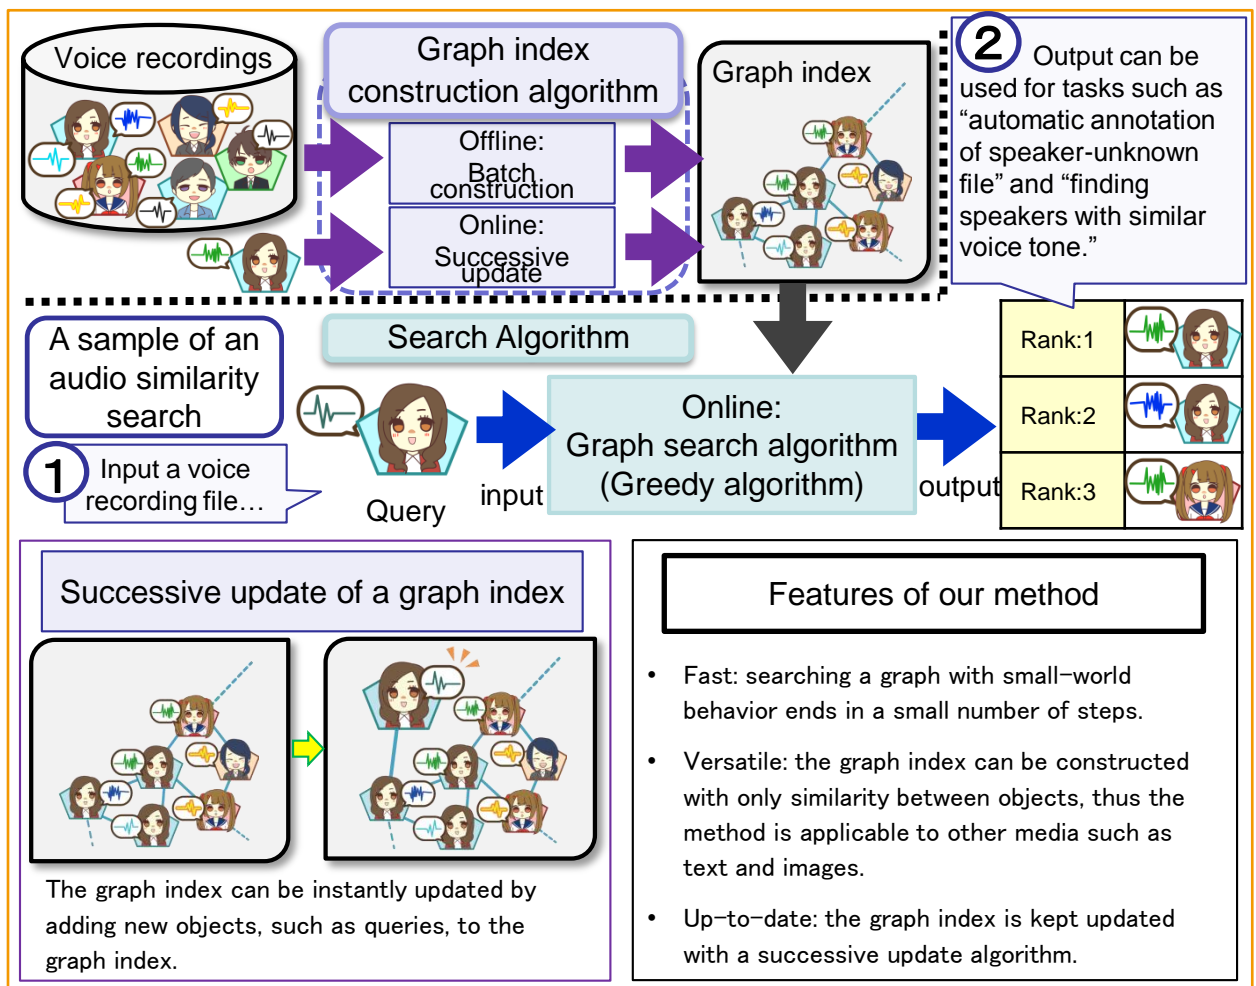 Voice recordings
Graph index
construction algorithm
Offline:
Batch
construction
Online:
Successive
update
Graph index
2
Output can be
used for tasks such as
“automatic annotation
of speaker-unknown
file” and “finding
speakers with similar
voice tone.”
A sample of an
audio similarity
search
Search Algorithm
1
Input a voice
recording file…
Query
input
Online:
Graph search algorithm
(Greedy algorithm)
output
Rank:1
Rank:2
Rank:3
Successive update of a graph index
The graph index can be instantly updated by
adding new objects, such as queries, to the
graph index.
Features of our method
• Fast: searching a graph with small-world
behavior ends in a small number of steps.
• Versatile: the graph index can be constructed
with only similarity between objects, thus the
method is applicable to other media such as
text and images.
• Up-to-date: the graph index is kept updated
with a successive update algorithm.